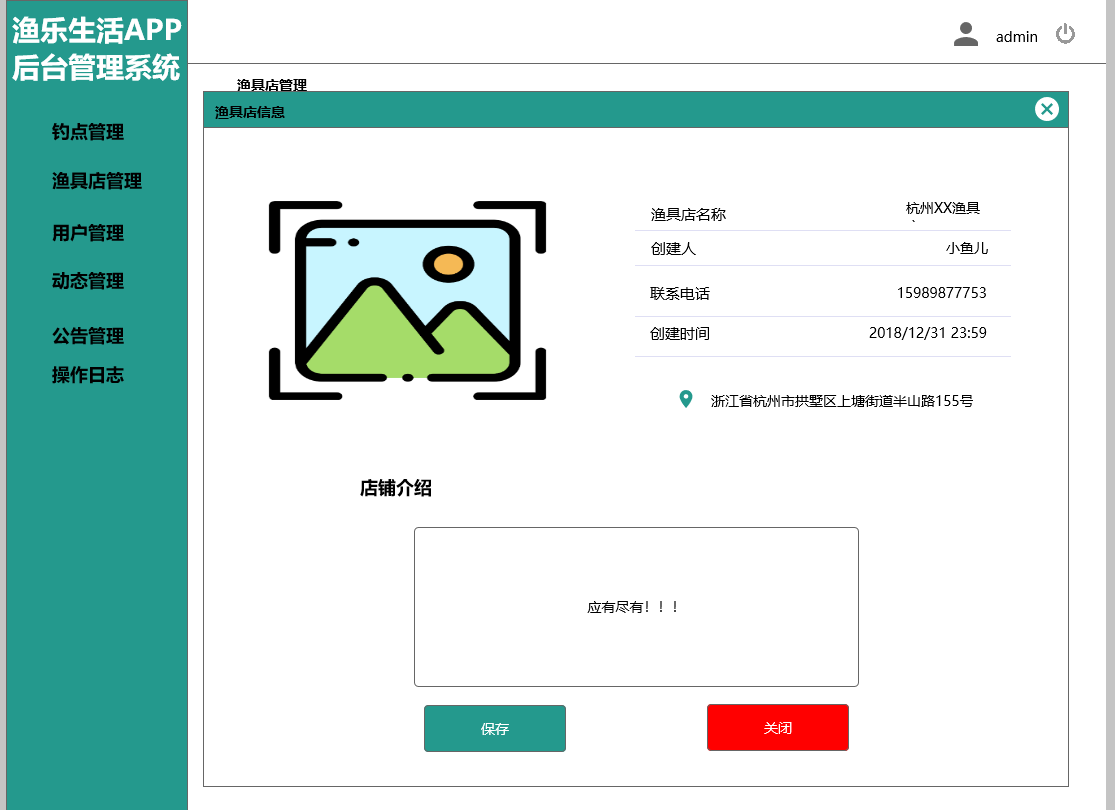 渔乐生活APP
后台管理系统
admin
钓点管理
渔具店管理
用户管理
动态管理
公告管理
操作日志
渔具店管理
渔具店信息
渔具店名称
杭州XX渔具
创建人
小鱼儿
联系电话
15989877753
创建时间
2018/12/31 23:59
浙江省杭州市拱墅区上塘街道半山路155号
店铺介绍
应有尽有！！！
保存
关闭